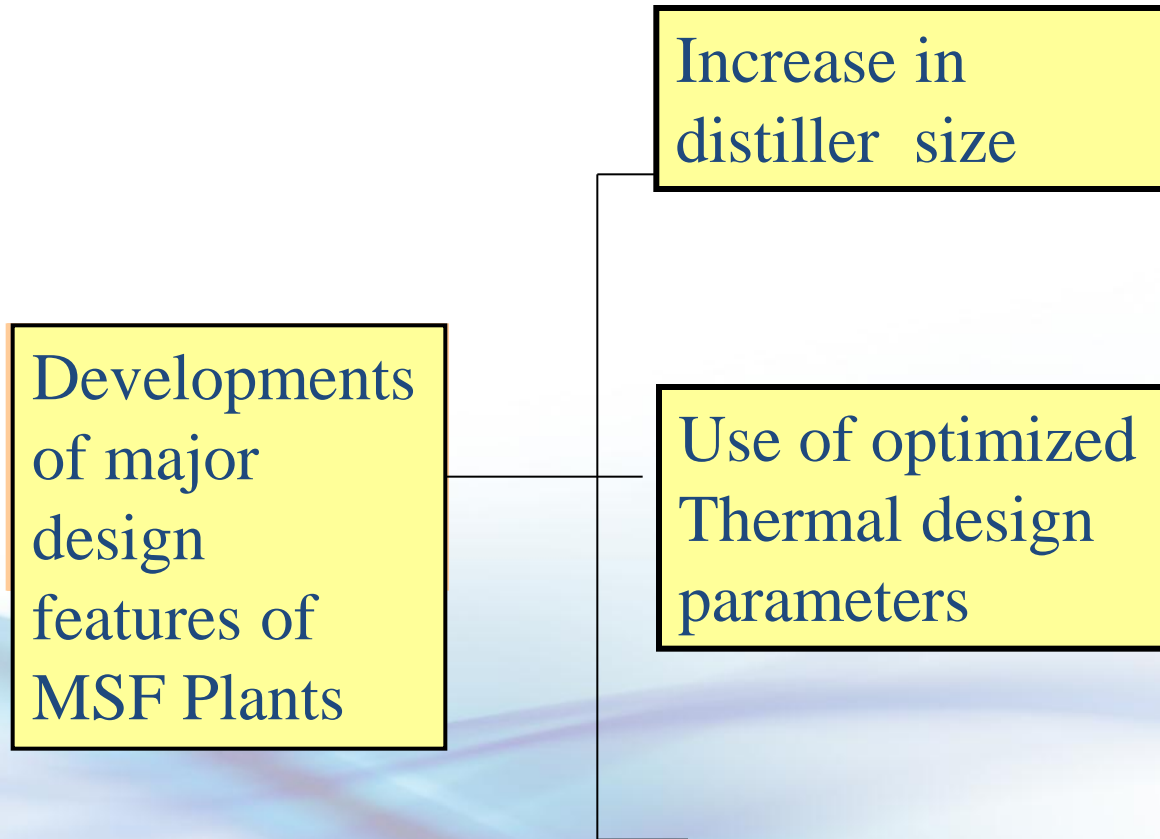 Increase in
distiller  size
Developments
of major
design
features of
MSF Plants
Use of optimized
Thermal design
parameters